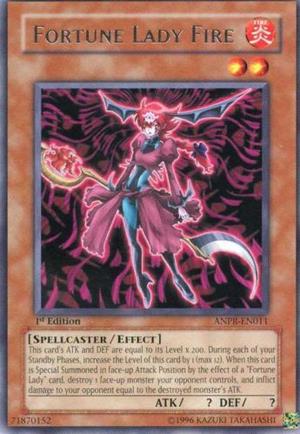 FORTUNE LADY FIRE
FIRE
炎
1st Edition
ANPR-EN011
[SPELLCASTER / EFFECT]
This card's ATK and DEF are equal to its Level x 200. During each of your
Standby Phases, increase the Level of this card by 1 (max 12). When this card
is Special Summoned in face-up Attack Position by the effect of a "Fortune
Lady" card, destroy 1 face-up monster your opponent controls, and inflict
damage to your opponent equal to the destroyed monster's ATK.
ATK/ ? DEF/ ?
71870152
©1996 KAZUKI TAKAHASHI